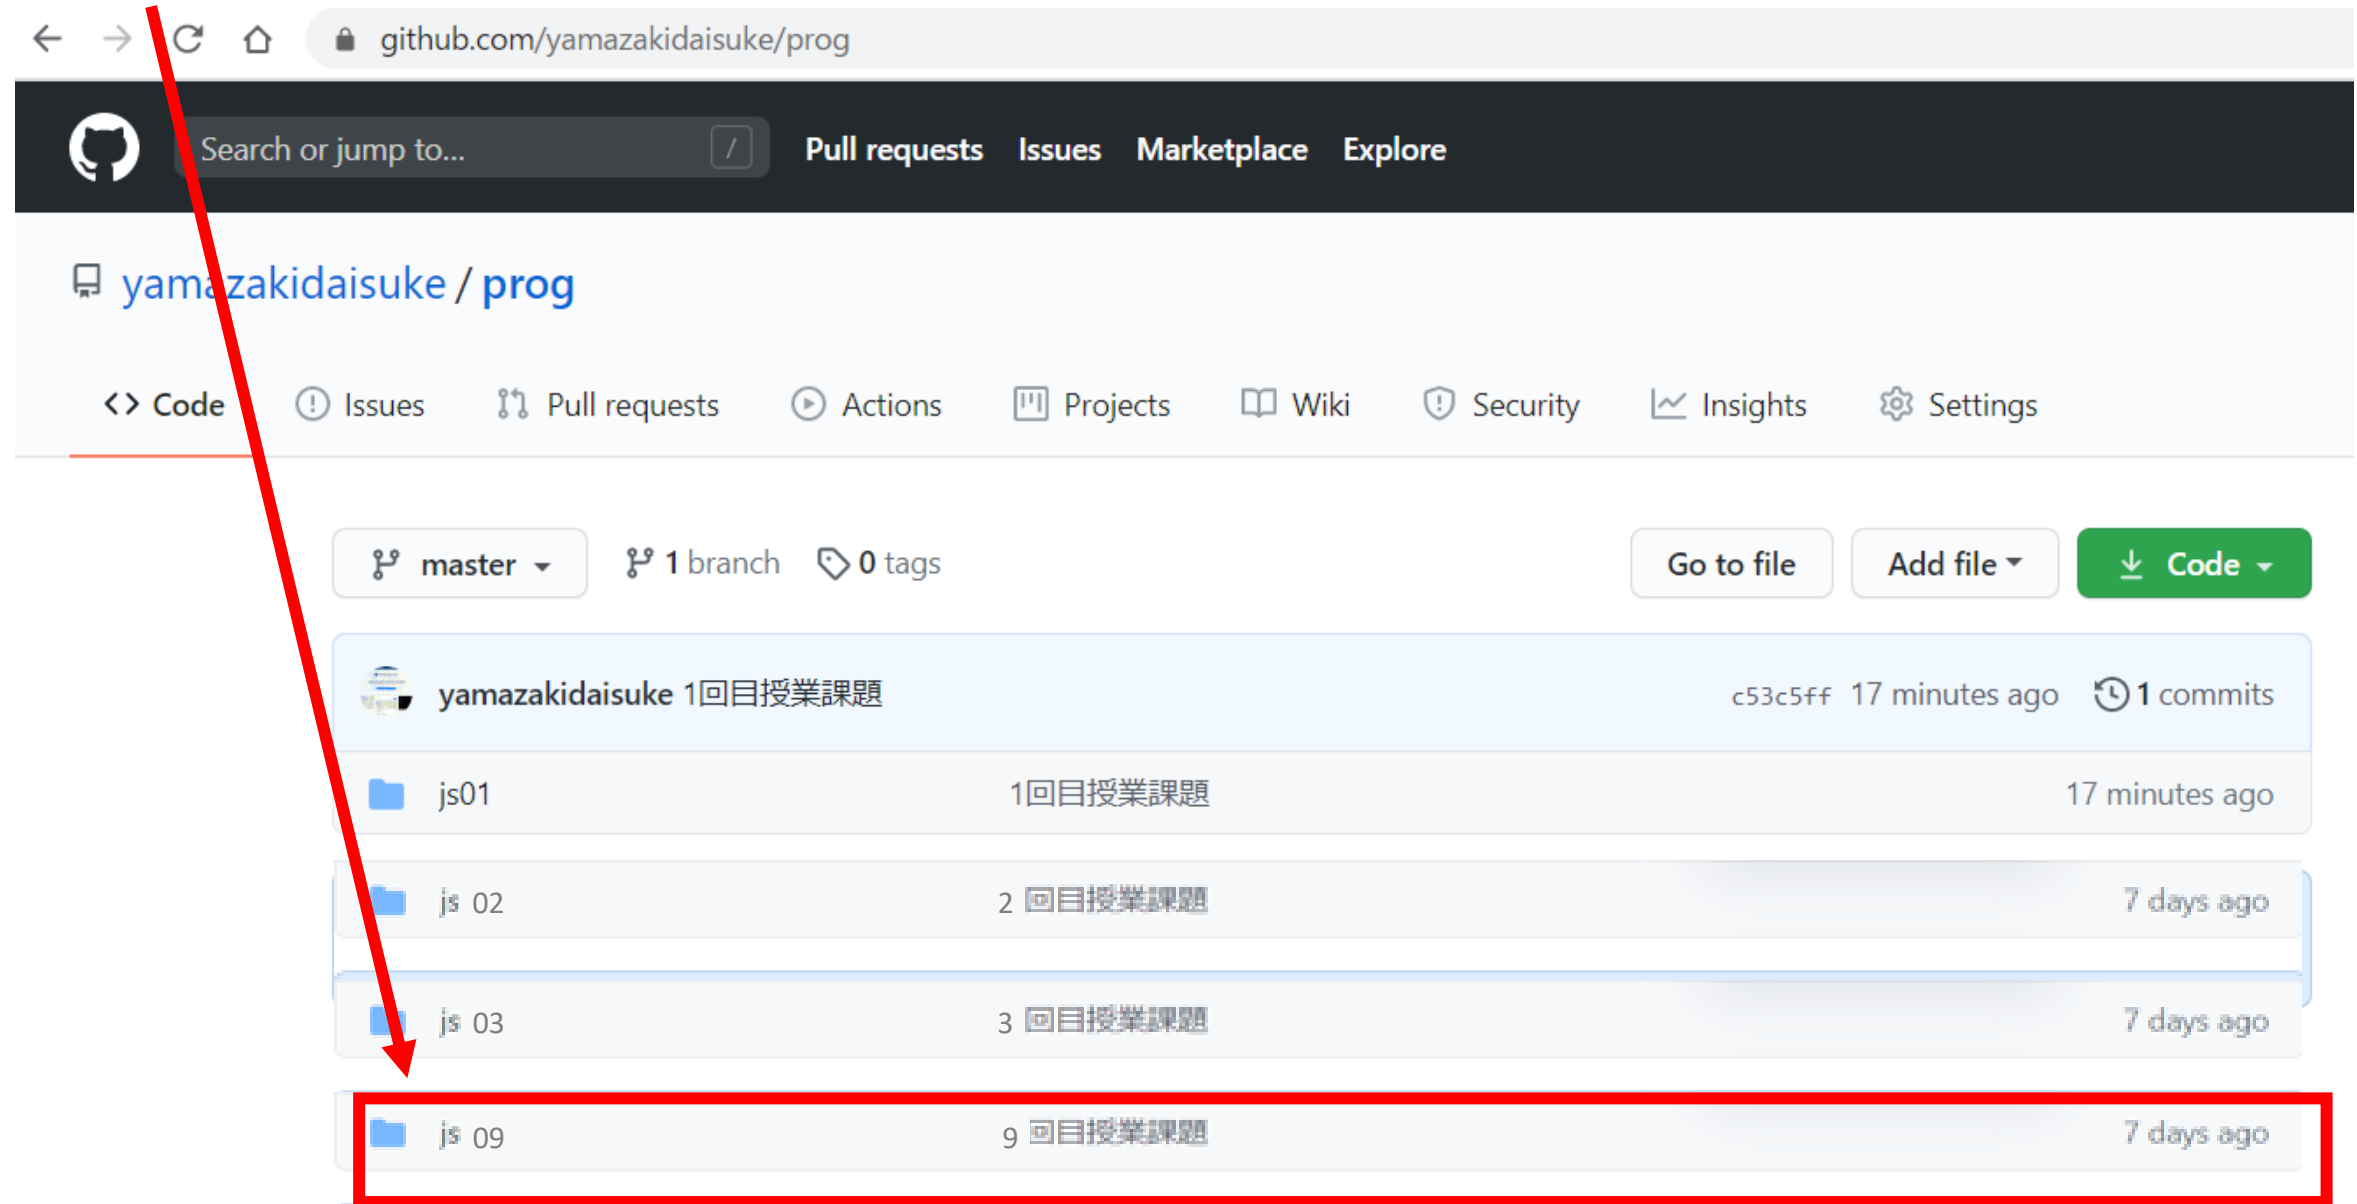 github.com/yamazakidaisuke/prog
Search or jump to... / Pull requests Issues Marketplace Explore
yamazakidaisuke / prog
<> Code Issues Pull requests Actions Projects Wiki Security Insights Settings
master 1 branch 0 tags Go to file Add file Code
yamazakidaisuke 1回目授業課題 c53c5ff 17 minutes ago 1 commits
js01 1回目授業課題 17 minutes ago
js 02 2 回目授業課題 7 days ago
js 03 3 回目授業課題 7 days ago
js 09 9 回目授業課題 7 days ago